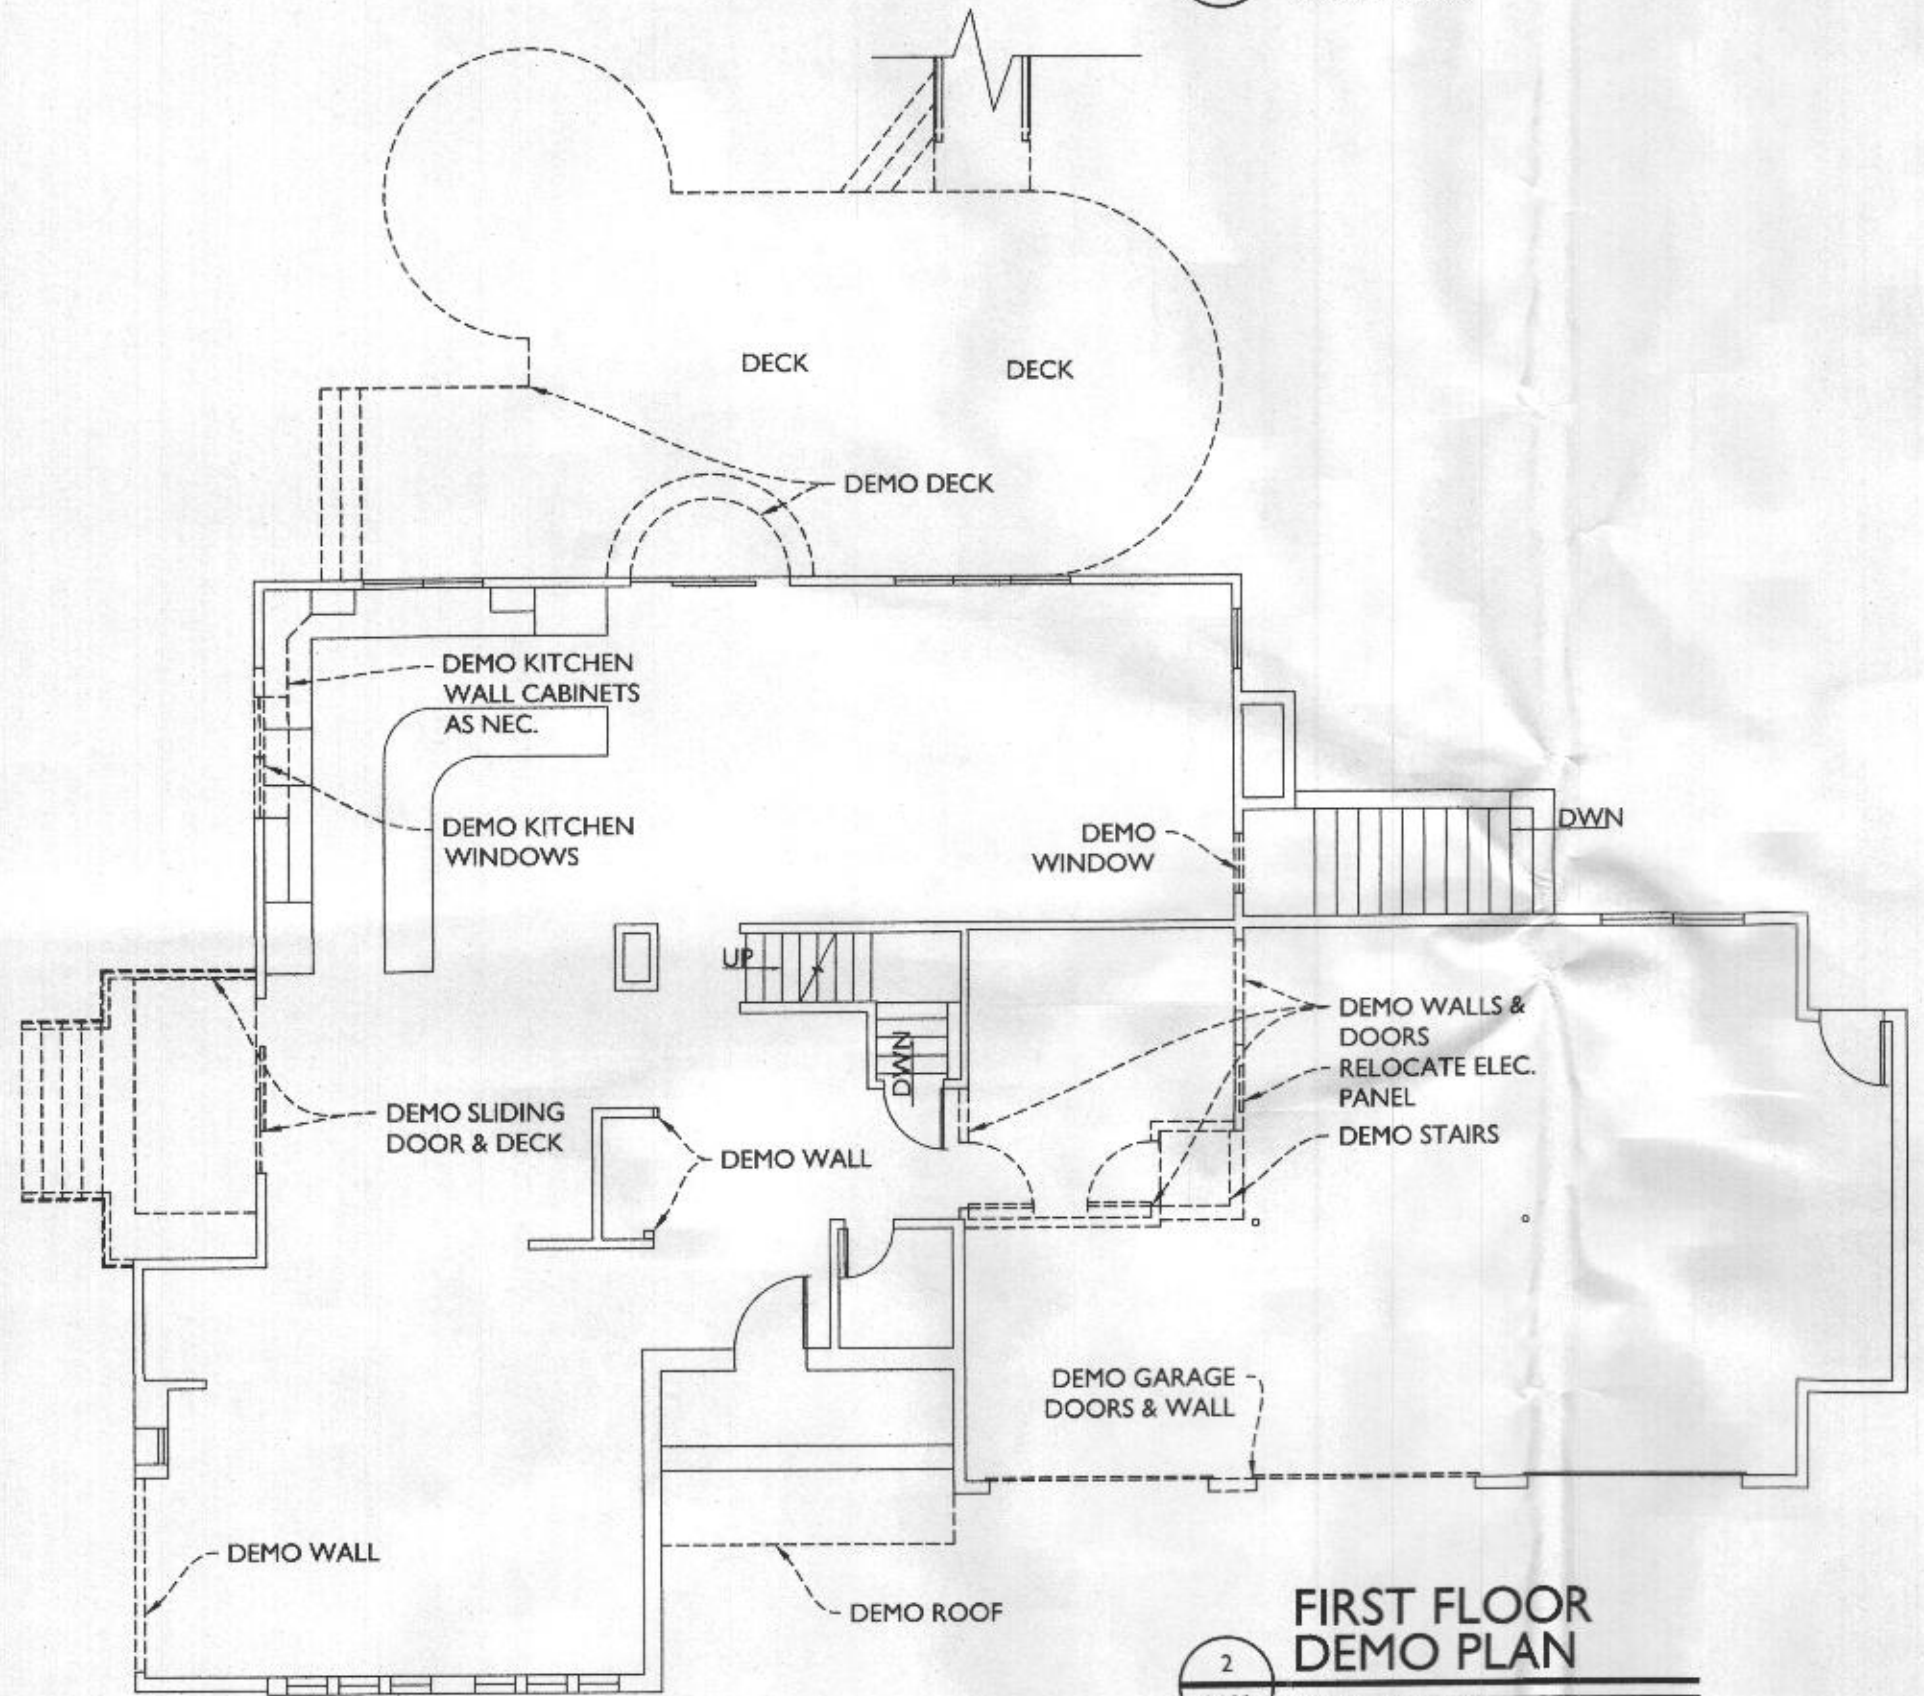 DECK
DECK
DEMO DECK
DEMO KITCHEN
WALL CABINETS
AS NEC.
DEMO KITCHEN
WINDOWS
DEMO
WINDOW
DWN
UP
DWN
DEMO WALLS &
DOORS
RELOCATE ELEC.
PANEL
DEMO STAIRS
DEMO SLIDING
DOOR & DECK
DEMO WALL
DEMO GARAGE
DOORS & WALL
DEMO WALL
DEMO ROOF
FIRST FLOOR
DEMO PLAN
2